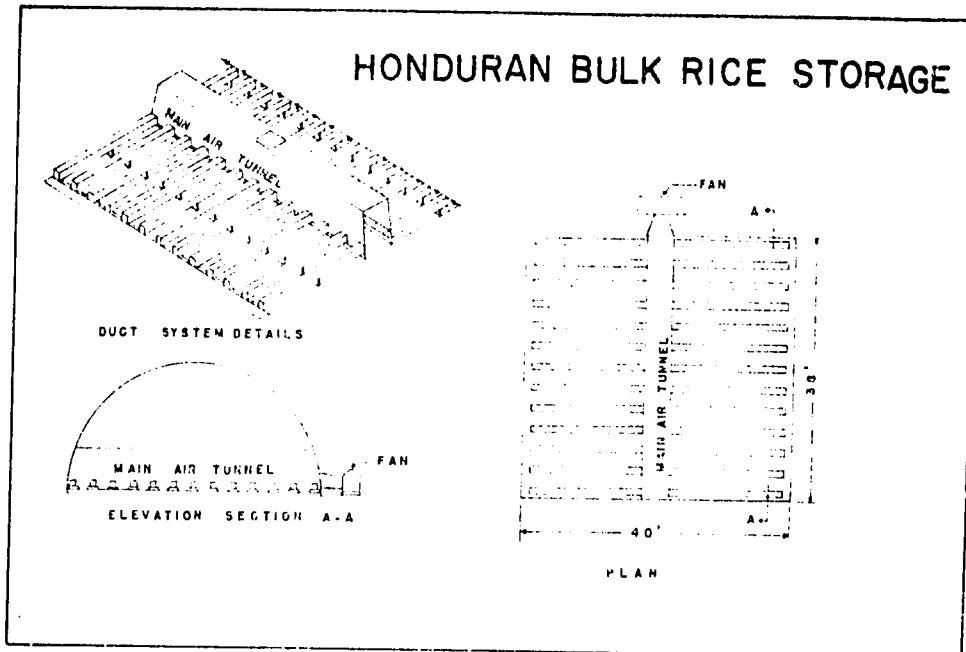 HONDURAN BULK RICE STORAGE
MAIN AIR TUNNEL
DUCT SYSTEM DETAILS
MAIN AIR TUNNEL
FAN
ELEVATION SECTION A-A
FAN
A
MAIN AIR TUNNEL
38'
A
40'
PLAN